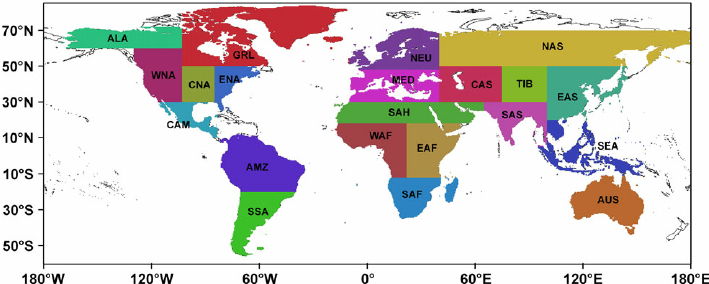 70°N
50°N
30°N
10°N
10°S
30°S
50°S
180°W
120°W
60°W
0°
60°E
120°E
180°E
ALA
GRL
NEU
NAS
WNA
CNA
ENA
MED
CAS
TIB
EAS
CAM
SAH
SAS
WAF
EAF
SEA
AMZ
SAF
AUS
SSA